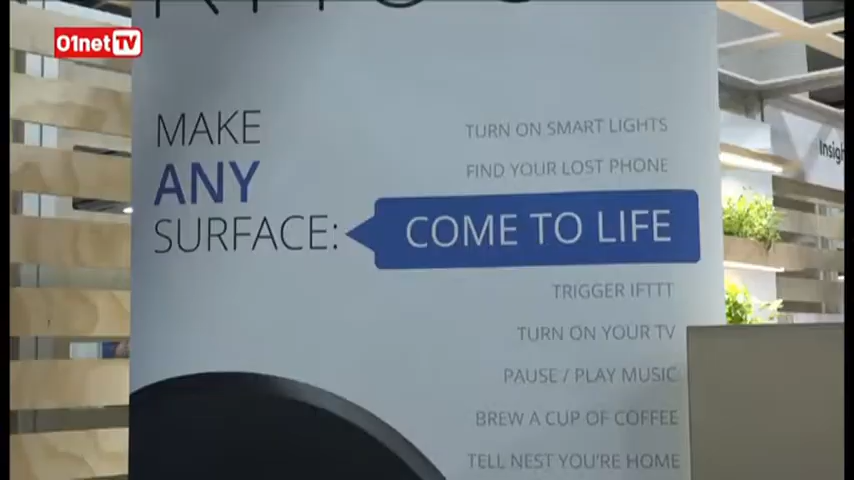 01netTV
MAKE
ANY
SURFACE:
TURN ON SMART LIGHTS
FIND YOUR LOST PHONE
COME TO LIFE
TRIGGER IFTTT
TURN ON YOUR TV
PAUSE / PLAY MUSIC
BREW A CUP OF COFFEE
TELL NEST YOU'RE HOME